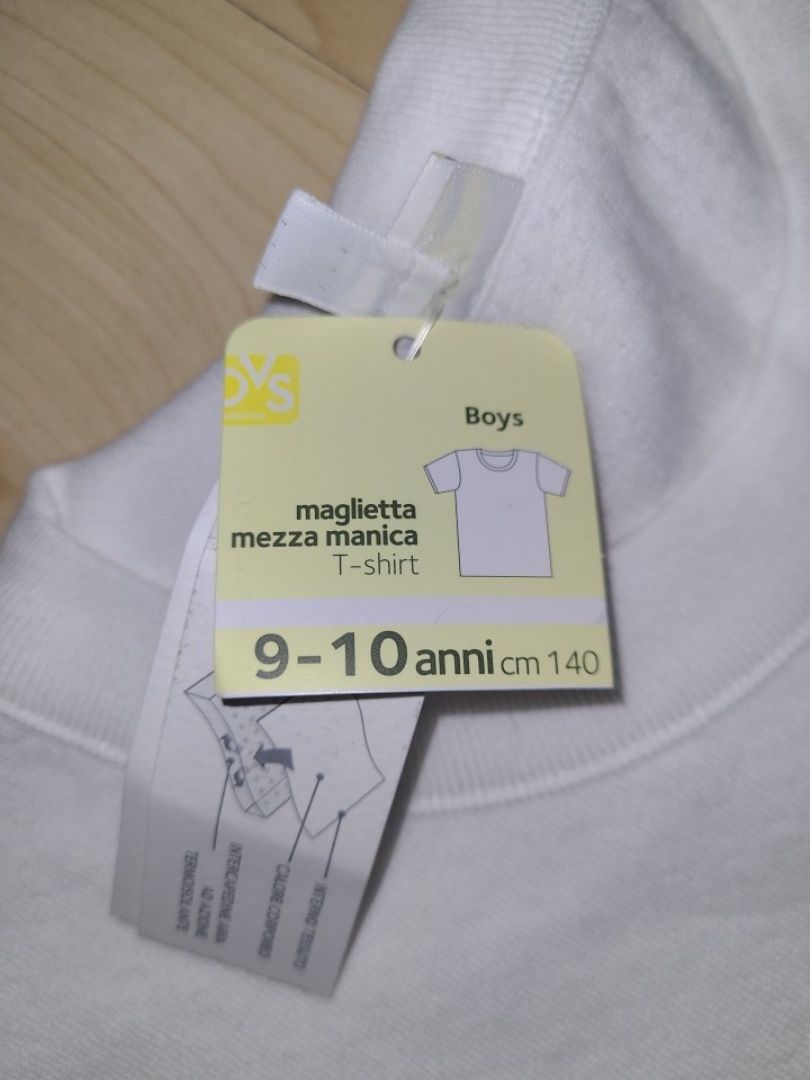 OVS
industry
Boys
maglietta
mezza manica
T-shirt
9-10 anni cm 140
INTERCAPEDINE ARIA
AD AZIONE
TERMOISOLANTE
CALORE CORPOREO
INTERNO TESSUTO